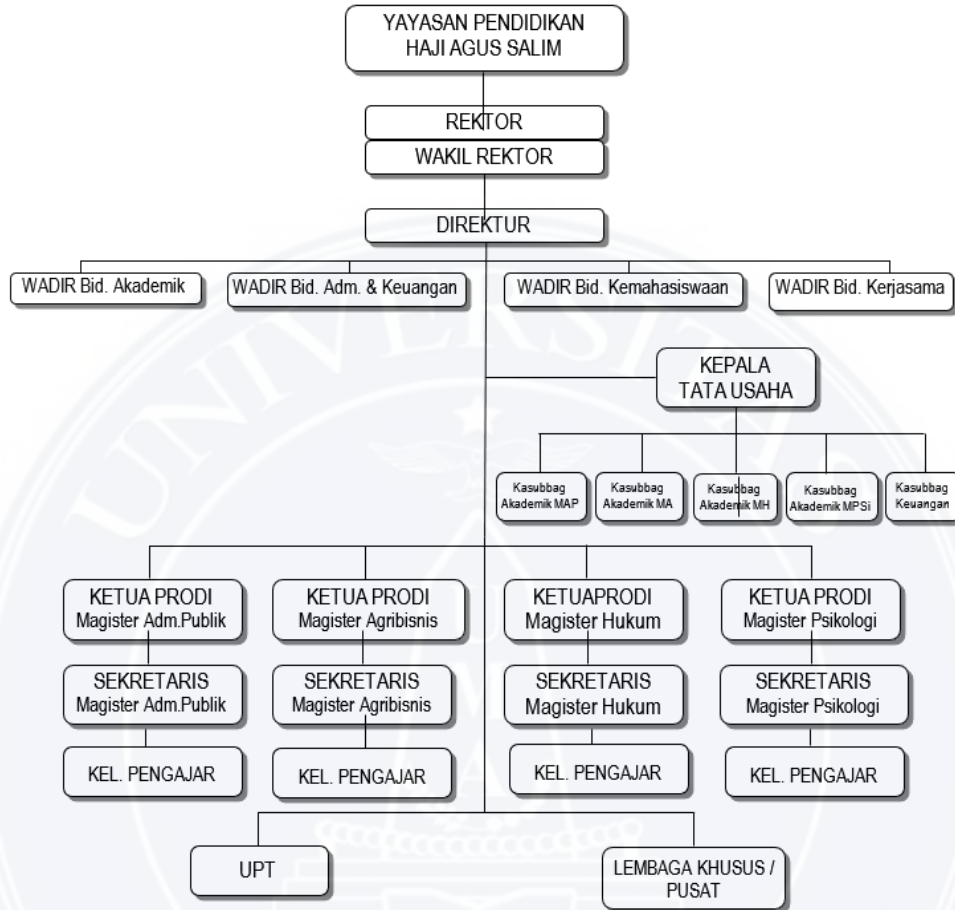 YAYASAN PENDIDIKAN
HAJI AGUS SALIM
REKTOR
WAKIL REKTOR
DIREKTUR
WADIR Bid. Akademik
WADIR Bid. Adm. & Keuangan
WADIR Bid. Kemahasiswaan
WADIR Bid. Kerjasama
KEPALA
TATA USAHA
Kasubbag
Akademik MAP
Kasubbag
Akademik MA
Kasubbag
Akademik MH
Kasubbag
Akademik MPSi
Kasubbag
Keuangan
KETUA PRODI
Magister Adm.Publik
KETUA PRODI
Magister Agribisnis
KETUAPRODI
Magister Hukum
KETUA PRODI
Magister Psikologi
SEKRETARIS
Magister Adm.Publik
SEKRETARIS
Magister Agribisnis
SEKRETARIS
Magister Hukum
SEKRETARIS
Magister Psikologi
KEL. PENGAJAR
KEL. PENGAJAR
KEL. PENGAJAR
KEL. PENGAJAR
UPT
LEMBAGA KHUSUS /
PUSAT
UNIVERSITAS